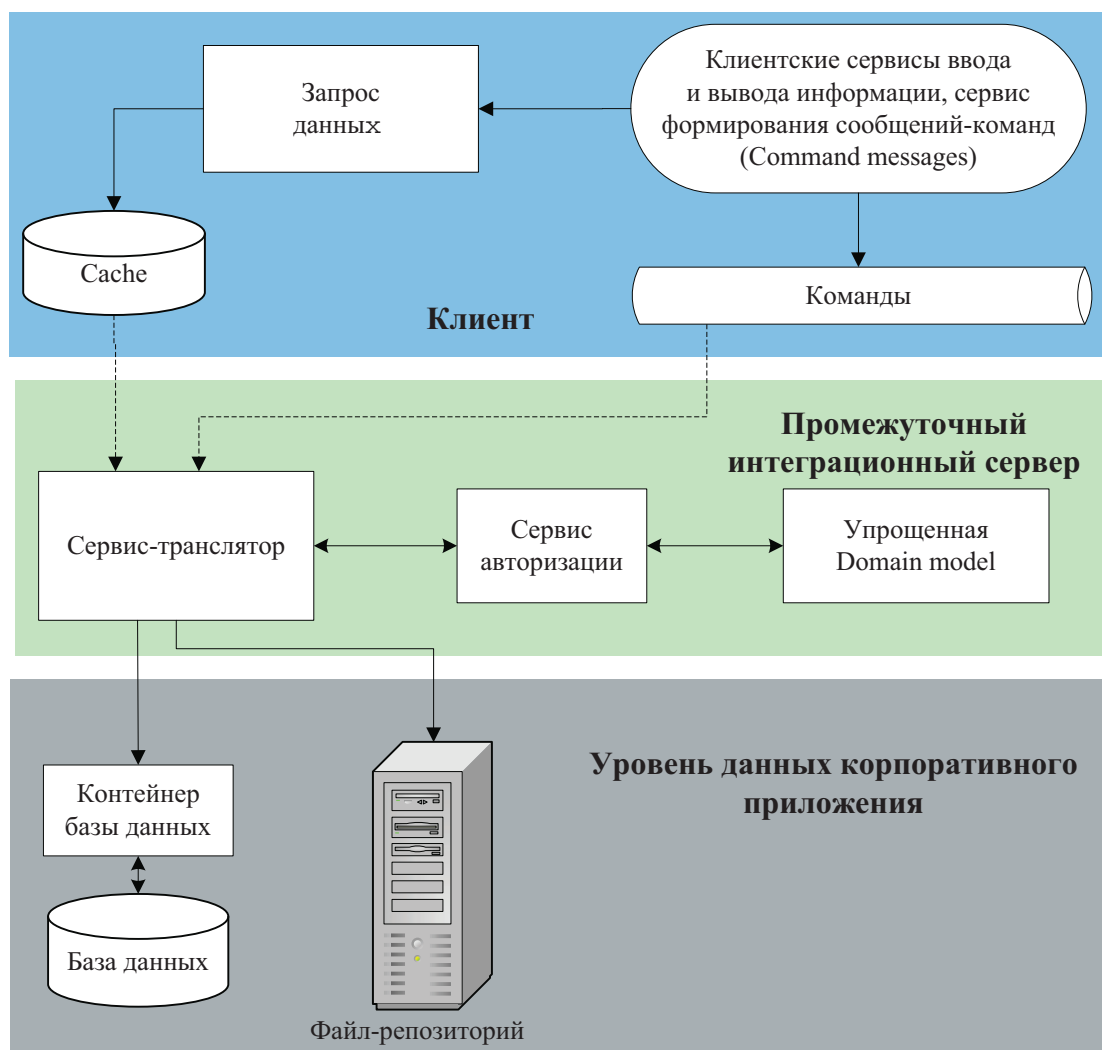 Запрос
данных
Клиентские сервисы ввода
и вывода информации, сервис
формирования сообщений-команд
(Command messages)
Cache
Команды
Клиент
Промежуточный
интеграционный сервер
Сервис-транслятор
Сервис
авторизации
Упрощенная
Domain model
Уровень данных корпоративного
приложения
Контейнер
базы данных
База данных
Файл-репозиторий